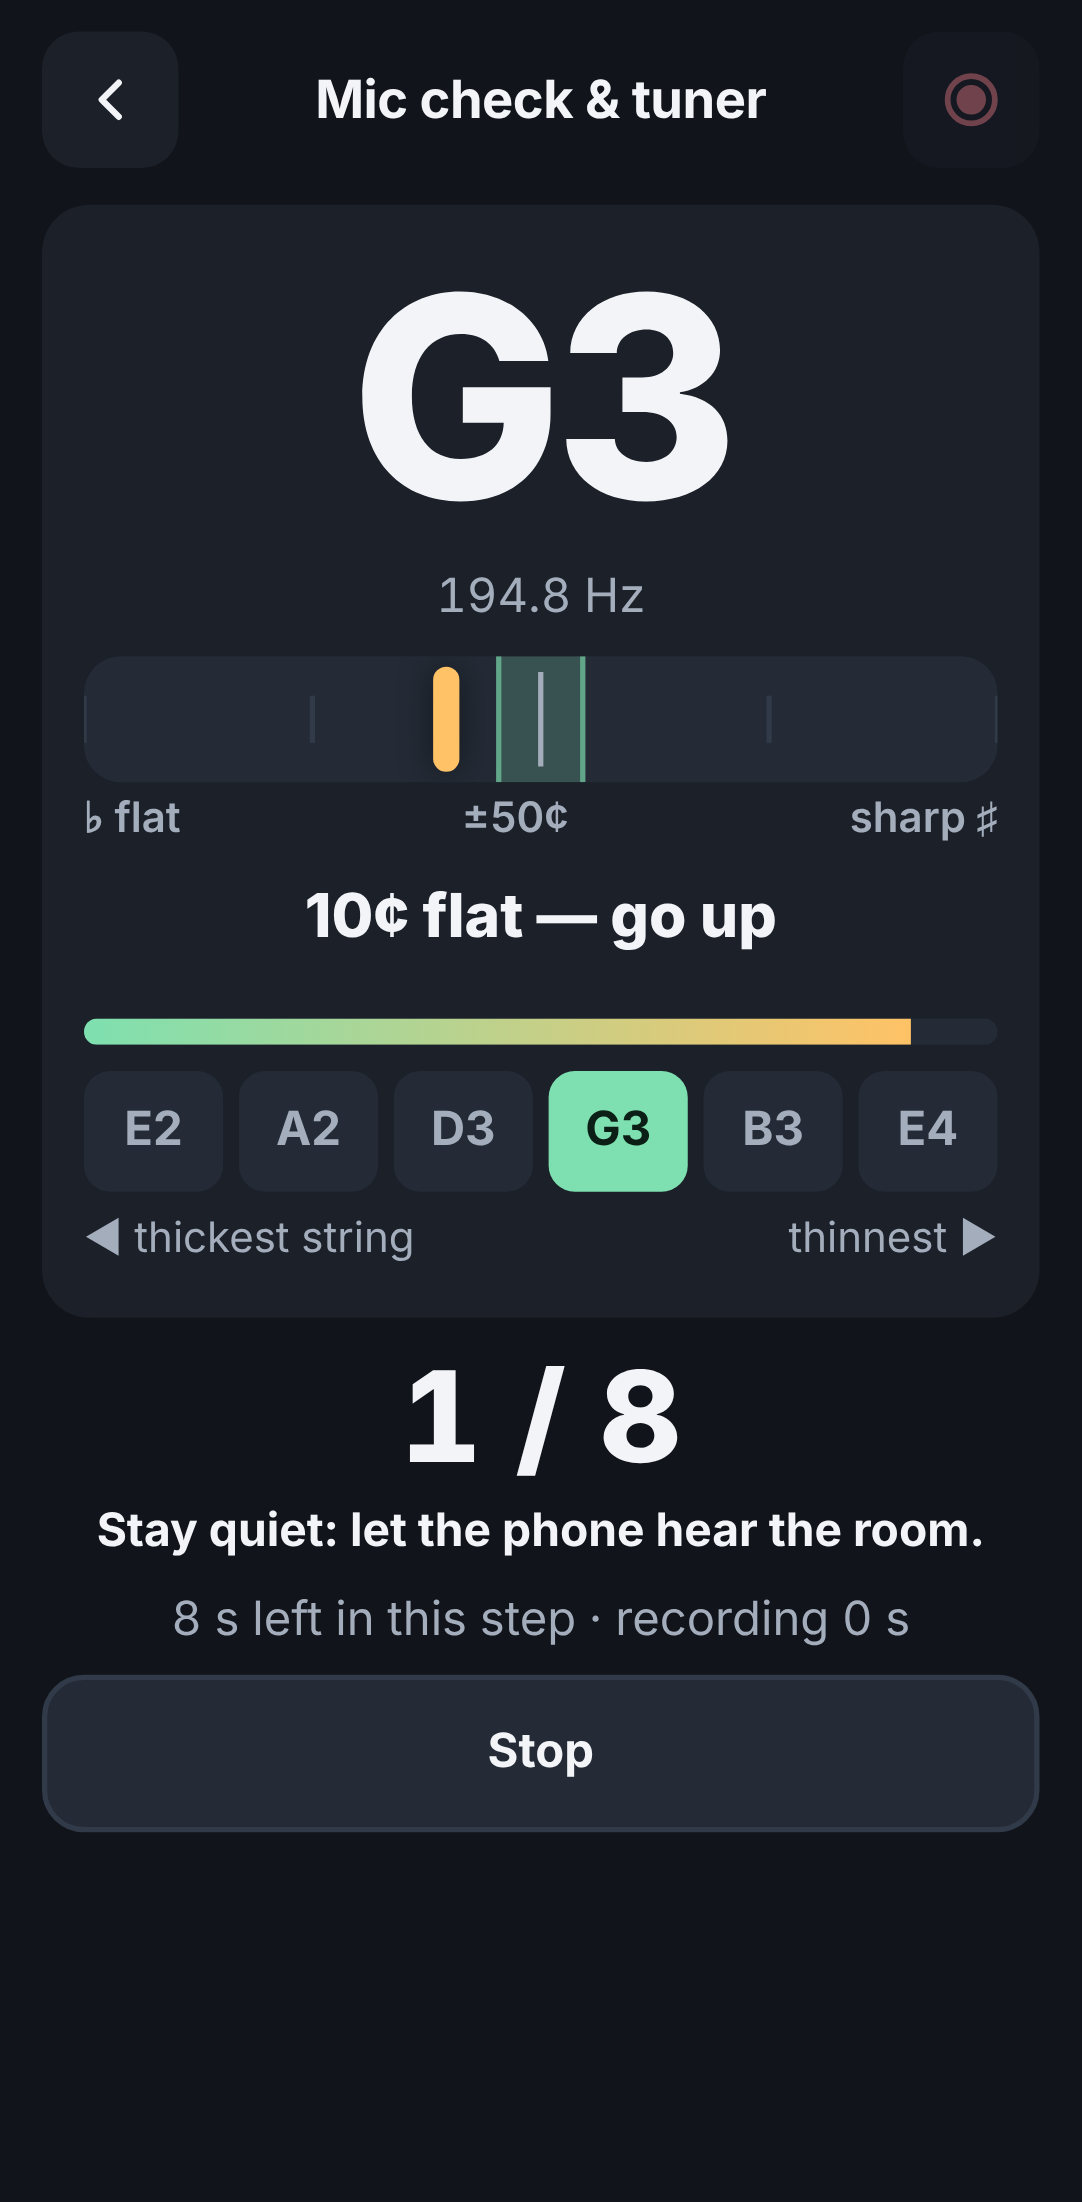 Mic check & tuner
G3
194.8 Hz
♭ flat ±50¢ sharp ♯
10¢ flat — go up
E2 A2 D3 G3 B3 E4
◀ thickest string thinnest ▶
1 / 8
Stay quiet: let the phone hear the room.
8 s left in this step · recording 0 s
Stop